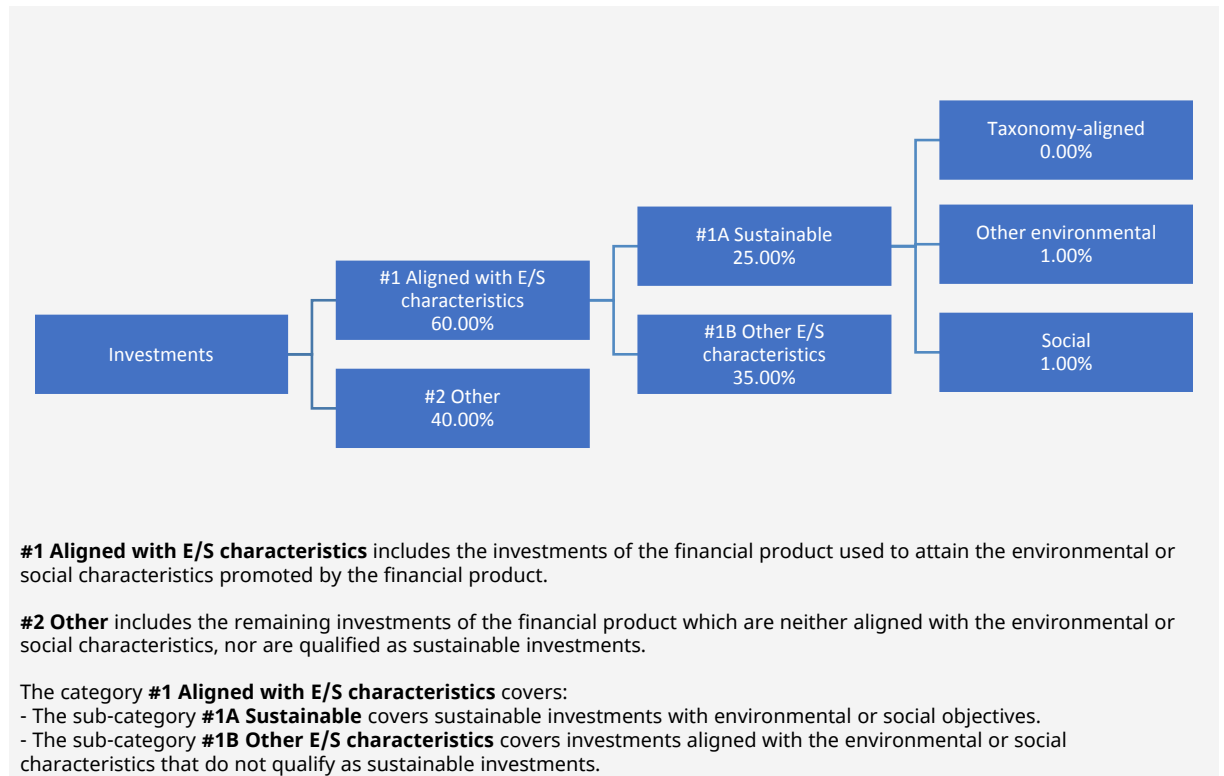 Investments
#1 Aligned with E/S
characteristics
60.00%
#2 Other
40.00%
#1A Sustainable
25.00%
#1B Other E/S
characteristics
35.00%
Taxonomy-aligned
0.00%
Other environmental
1.00%
Social
1.00%
#1 Aligned with E/S characteristics includes the investments of the financial product used to attain the environmental or
social characteristics promoted by the financial product.
#2 Other includes the remaining investments of the financial product which are neither aligned with the environmental or
social characteristics, nor are qualified as sustainable investments.
The category #1 Aligned with E/S characteristics covers:
- The sub-category #1A Sustainable covers sustainable investments with environmental or social objectives.
- The sub-category #1B Other E/S characteristics covers investments aligned with the environmental or social
characteristics that do not qualify as sustainable investments.